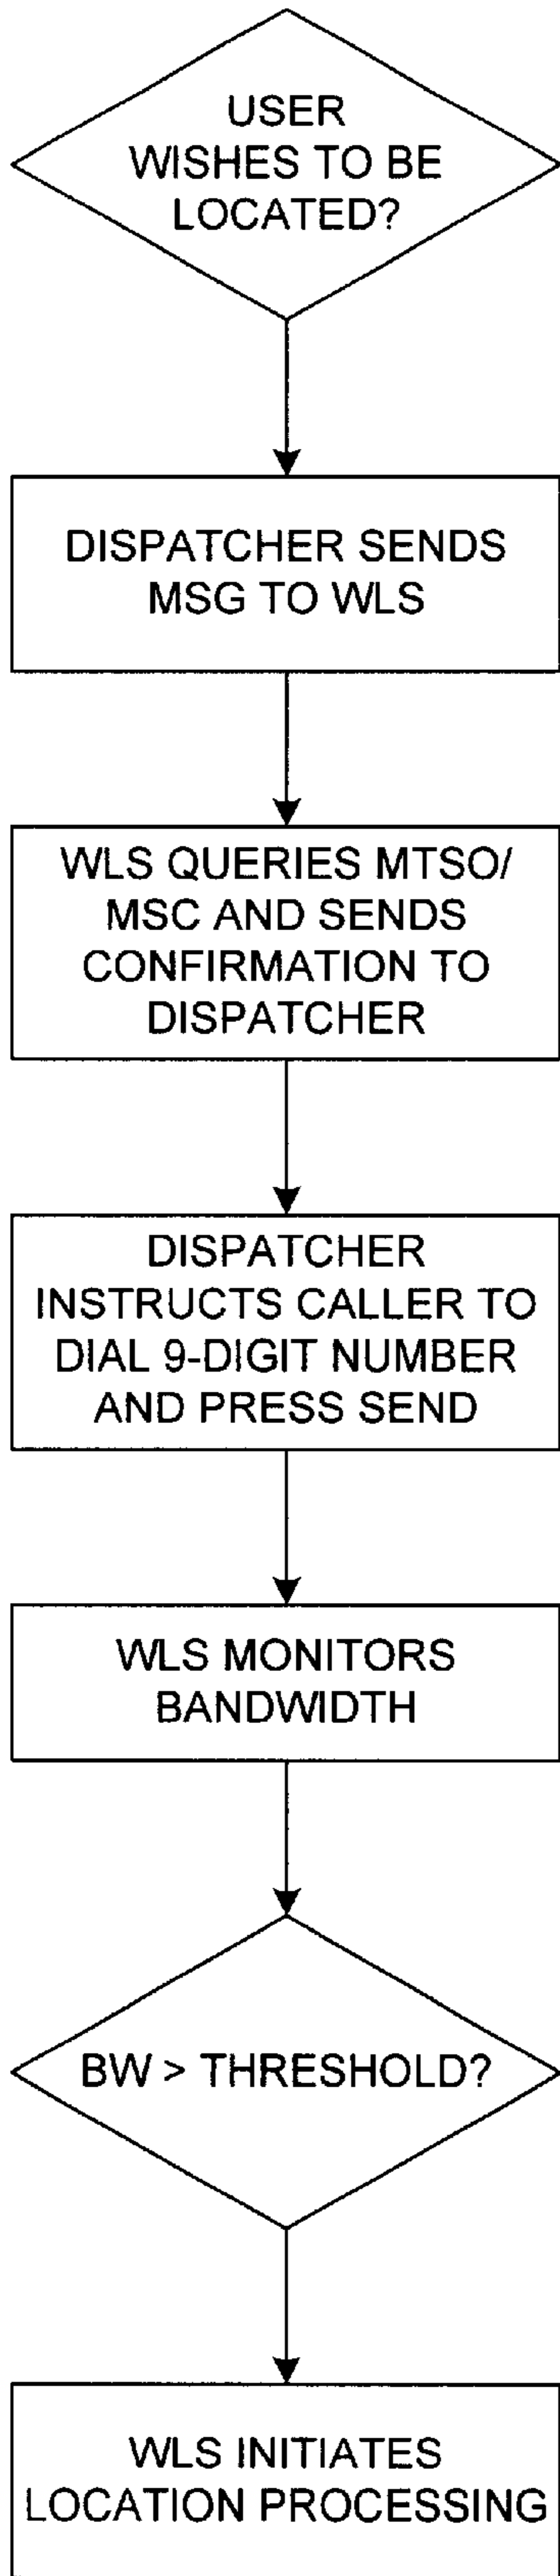 USER
WISHES TO BE
LOCATED?
DISPATCHER SENDS
MSG TO WLS
WLS QUERIES MTSO/
MSC AND SENDS
CONFIRMATION TO
DISPATCHER
DISPATCHER
INSTRUCTS CALLER TO
DIAL 9-DIGIT NUMBER
AND PRESS SEND
WLS MONITORS
BANDWIDTH
BW > THRESHOLD?
WLS INITIATES
LOCATION PROCESSING